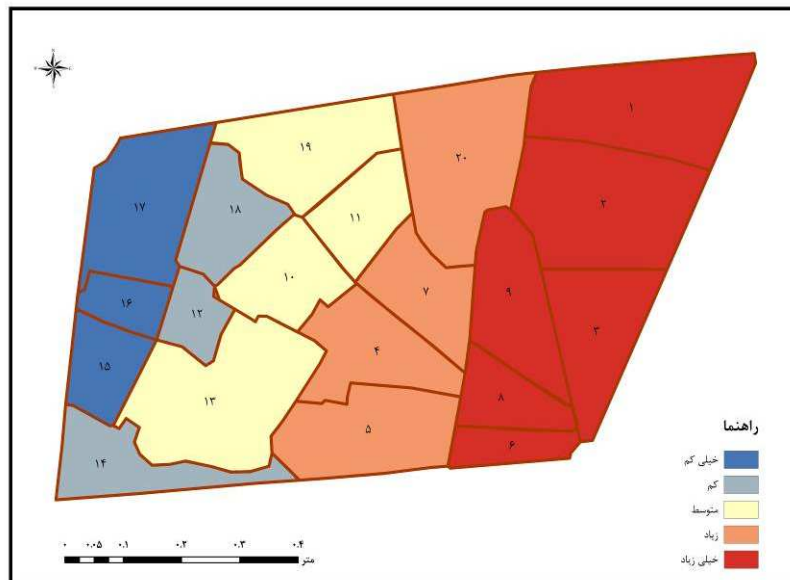 ۱
۱۹
۲۰
۲
۱۷
۱۸
۱۱
۱۰
۷
۹
۱۶
۱۲
۳
۴
۱۵
۱۳
۸
۵
۶
۱۴
راهنما
خیلی کم
کم
متوسط
زیاد
خیلی زیاد
۰ ۰.۰۵ ۰.۱ ۰.۲ ۰.۳ ۰.۴
متر